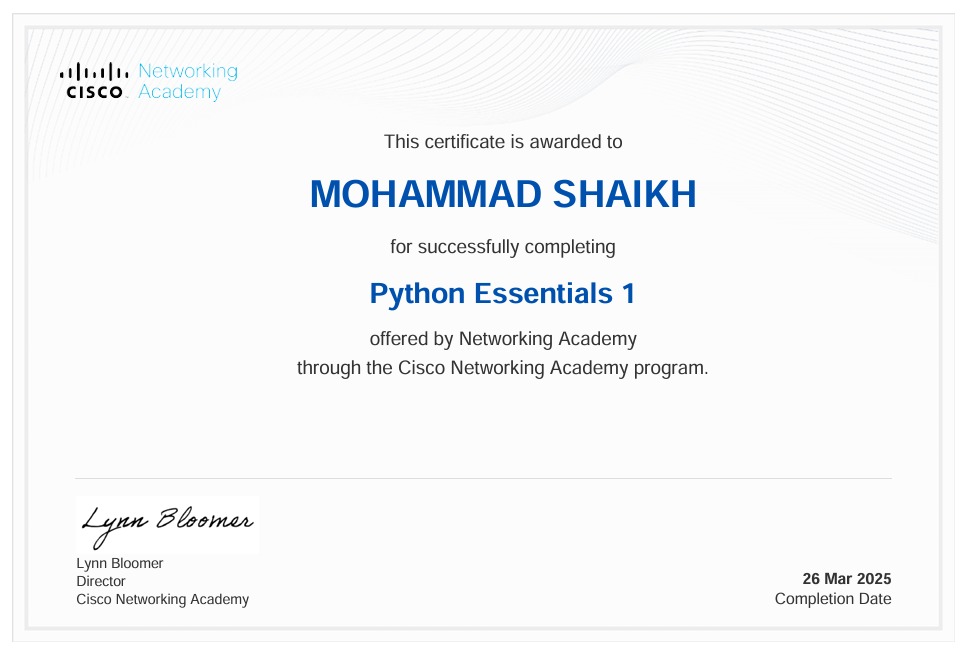 Networking
CISCO Academy
This certificate is awarded to
MOHAMMAD SHAIKH
for successfully completing
Python Essentials 1
offered by Networking Academy
through the Cisco Networking Academy program.
Lynn Bloomer
Lynn Bloomer
Director
Cisco Networking Academy
26 Mar 2025
Completion Date